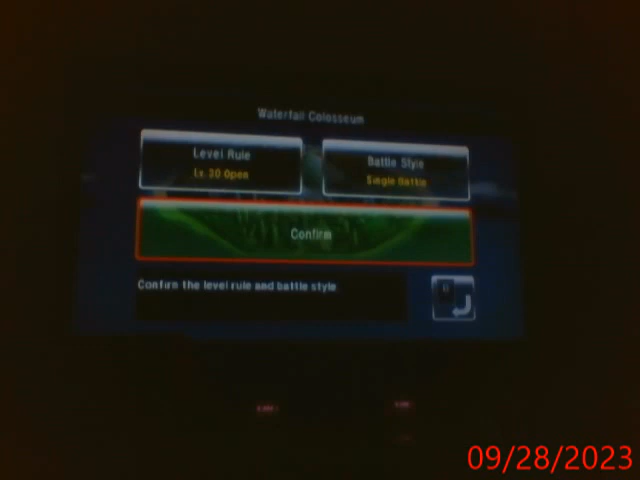 Waterfall Colosseum
Level Rule
Lv. 30 Open
Battle Style
Single Battle
Confirm
Confirm the level rule and battle style.
09/28/2023